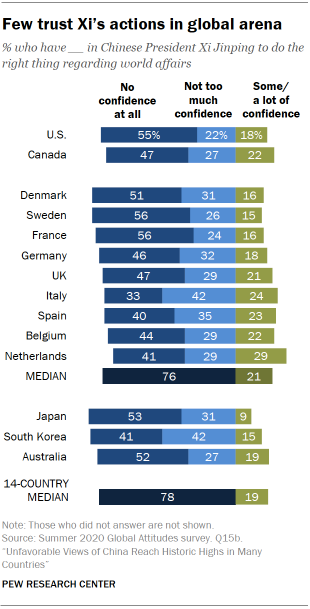 Few trust Xi's actions in global arena
% who have __ in Chinese President Xi Jinping to do the
right thing regarding world affairs
No confidence at all
Not too much confidence
Some/ a lot of confidence
U.S. 55% 22% 18%
Canada 47 27 22
Denmark 51 31 16
Sweden 56 26 15
France 56 24 16
Germany 46 32 18
UK 47 29 21
Italy 33 42 24
Spain 40 35 23
Belgium 44 29 22
Netherlands 41 29 29
MEDIAN 76 21
Japan 53 31 9
South Korea 41 42 15
Australia 52 27 19
14-COUNTRY
MEDIAN 78 19
Note: Those who did not answer are not shown.
Source: Summer 2020 Global Attitudes survey. Q15b.
"Unfavorable Views of China Reach Historic Highs in Many
Countries"
PEW RESEARCH CENTER